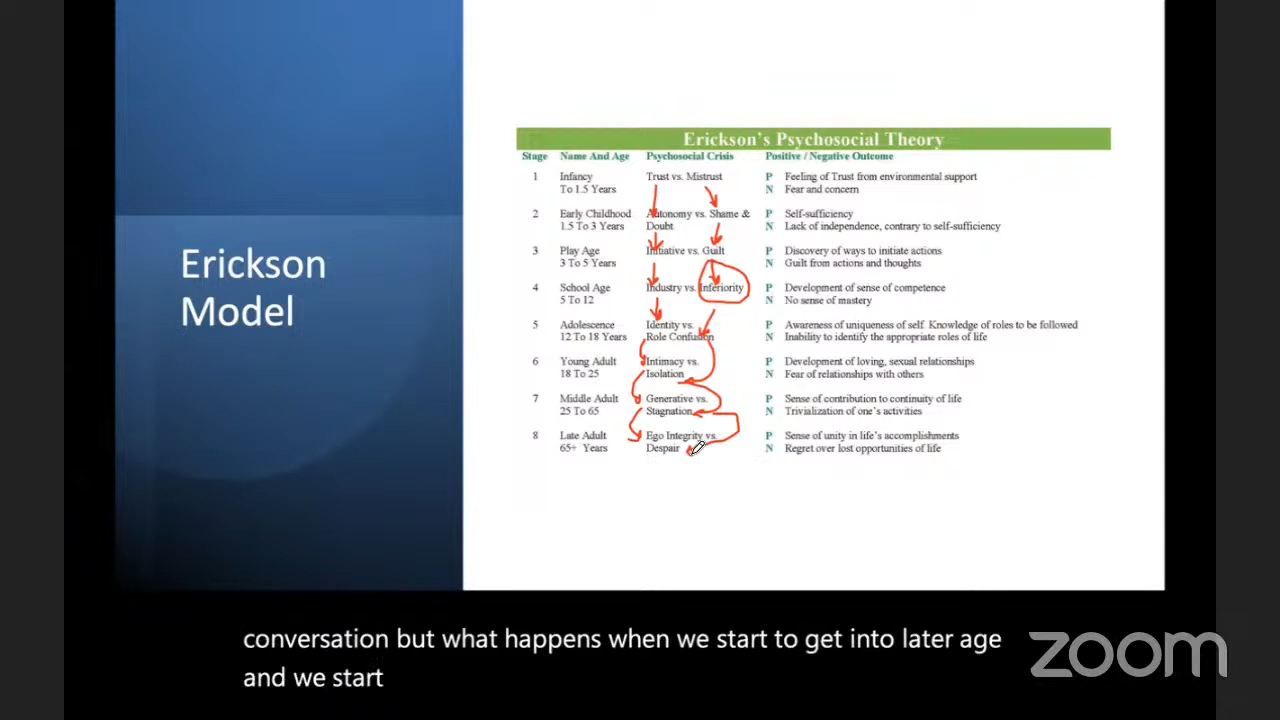 Erickson
Model
Erickson's Psychosocial Theory
Stage Name And Age Psychosocial Crisis Positive / Negative Outcome
1 Infancy Trust vs. Mistrust P Feeling of Trust from environmental support
To 1.5 Years N Fear and concern
2 Early Childhood Autonomy vs. Shame & P Self-sufficiency
1.5 To 3 Years Doubt N Lack of independence, contrary to self-sufficiency
3 Play Age Initiative vs. Guilt P Discovery of ways to initiate actions
3 To 5 Years N Guilt from actions and thoughts
4 School Age Industry vs. Inferiority P Development of sense of competence
5 To 12 N No sense of mastery
5 Adolescence Identity vs. P Awareness of uniqueness of self. Knowledge of roles to be followed
12 To 18 Years Role Confusion N Inability to identify the appropriate roles of life
6 Young Adult Intimacy vs. P Development of loving, sexual relationships
18 To 25 Isolation N Fear of relationships with others
7 Middle Adult Generative vs. P Sense of contribution to continuity of life
25 To 65 Stagnation N Trivialization of one's activities
8 Late Adult Ego Integrity vs. P Sense of unity in life's accomplishments
65+ Years Despair N Regret over lost opportunities of life
conversation but what happens when we start to get into later age
and we start
zoom